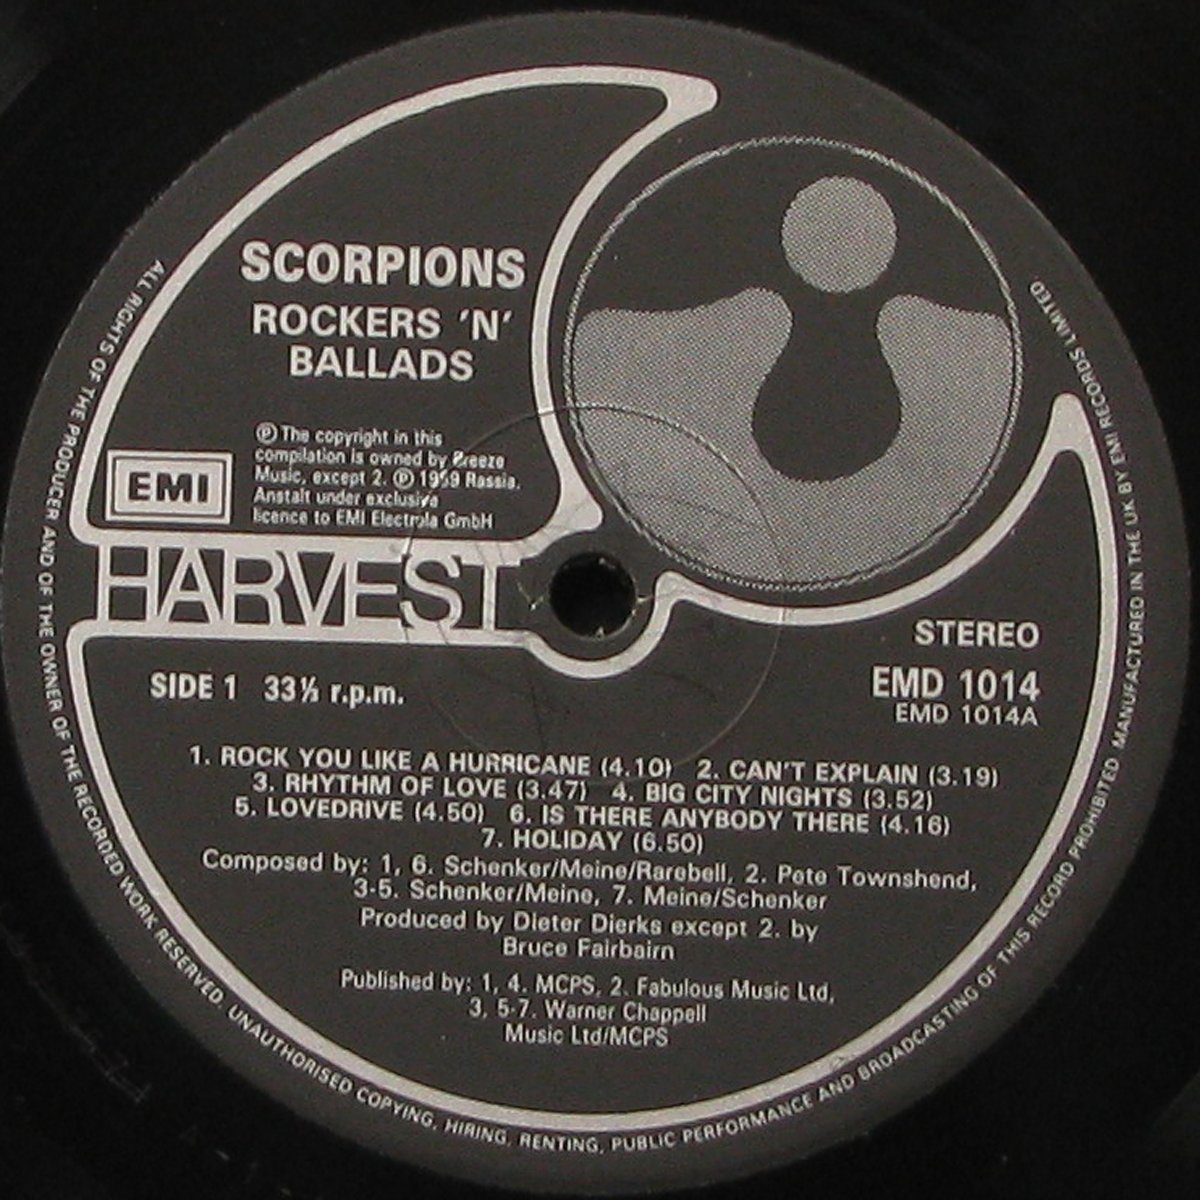 SCORPIONS
ROCKERS 'N'
BALLADS
℗ The copyright in this
compilation is owned by Breeze
Music, except 2. ℗ 1989 Rassia.
Anstalt under exclusive
licence to EMI Electrola GmbH
EMI
HARVEST
STEREO
SIDE 1 33⅓ r.p.m.
EMD 1014
EMD 1014A
1. ROCK YOU LIKE A HURRICANE (4.10) 2. CAN'T EXPLAIN (3.19)
3. RHYTHM OF LOVE (3.47) 4. BIG CITY NIGHTS (3.52)
5. LOVEDRIVE (4.50) 6. IS THERE ANYBODY THERE (4.16)
7. HOLIDAY (6.50)
Composed by: 1, 6. Schenker/Meine/Rarebell, 2. Pete Townshend,
3-5. Schenker/Meine, 7. Meine/Schenker
Produced by Dieter Dierks except 2. by
Bruce Fairbairn
Published by: 1, 4. MCPS, 2. Fabulous Music Ltd,
3, 5-7. Warner Chappell
Music Ltd/MCPS
ALL RIGHTS OF THE PRODUCER AND OF THE OWNER OF THE RECORDED WORK RESERVED. UNAUTHORISED COPYING, HIRING, RENTING, PUBLIC PERFORMANCE AND BROADCASTING OF THIS RECORD PROHIBITED MANUFACTURED IN THE UK BY EMI RECORDS LIMITED.